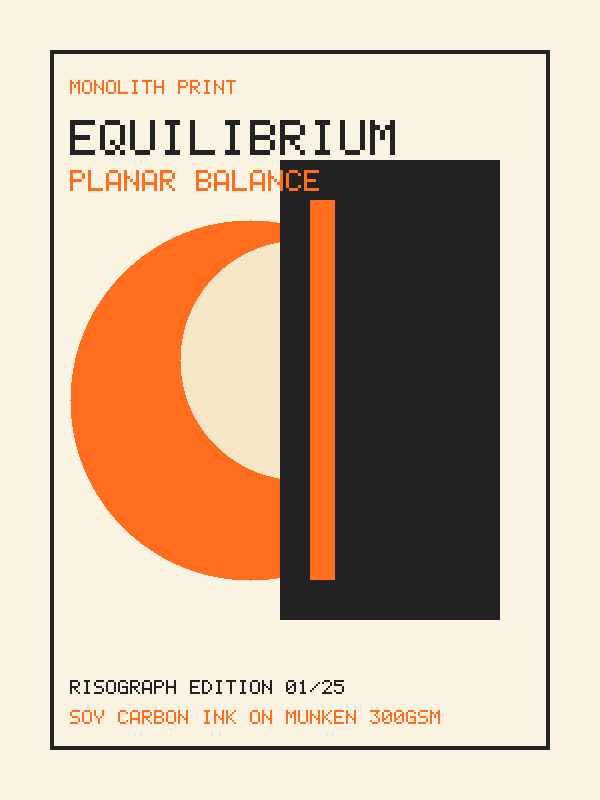 MONOLITH PRINT
EQUILIBRIUM
PLANAR BALANCE
RISOGRAPH EDITION 01/25
SOY CARBON INK ON MUNKEN 300GSM